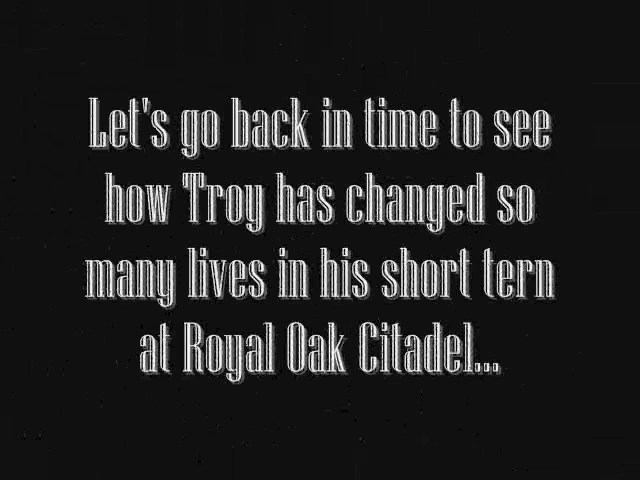 Let's go back in time to see
how Troy has changed so
many lives in his short tern
at Royal Oak Citadel...